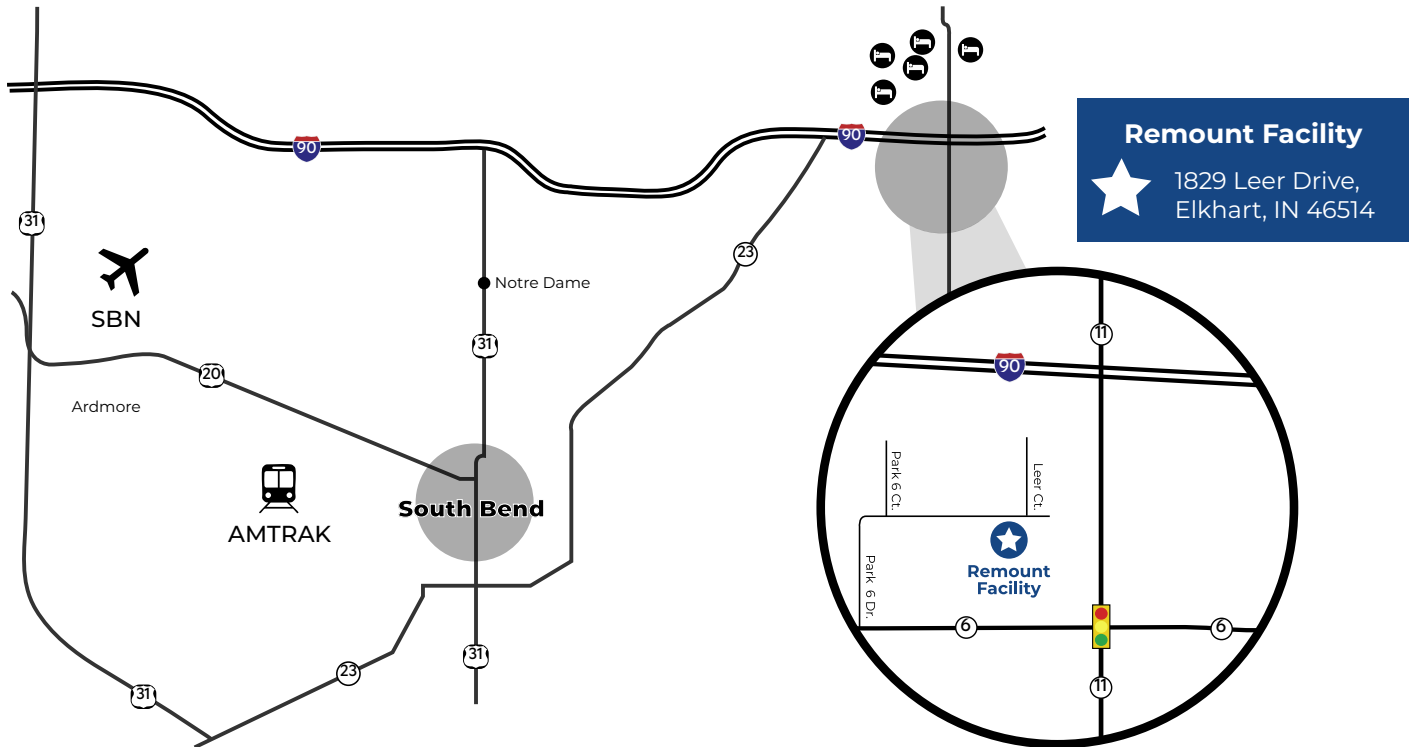 90
90
Remount Facility
1829 Leer Drive,
Elkhart, IN 46514
31
23
SBN
Notre Dame
31
11
90
20
Ardmore
Park 6 Ct.
Leer Ct.
South Bend
AMTRAK
Remount
Facility
Park 6 Dr.
6
6
31
23
11
31